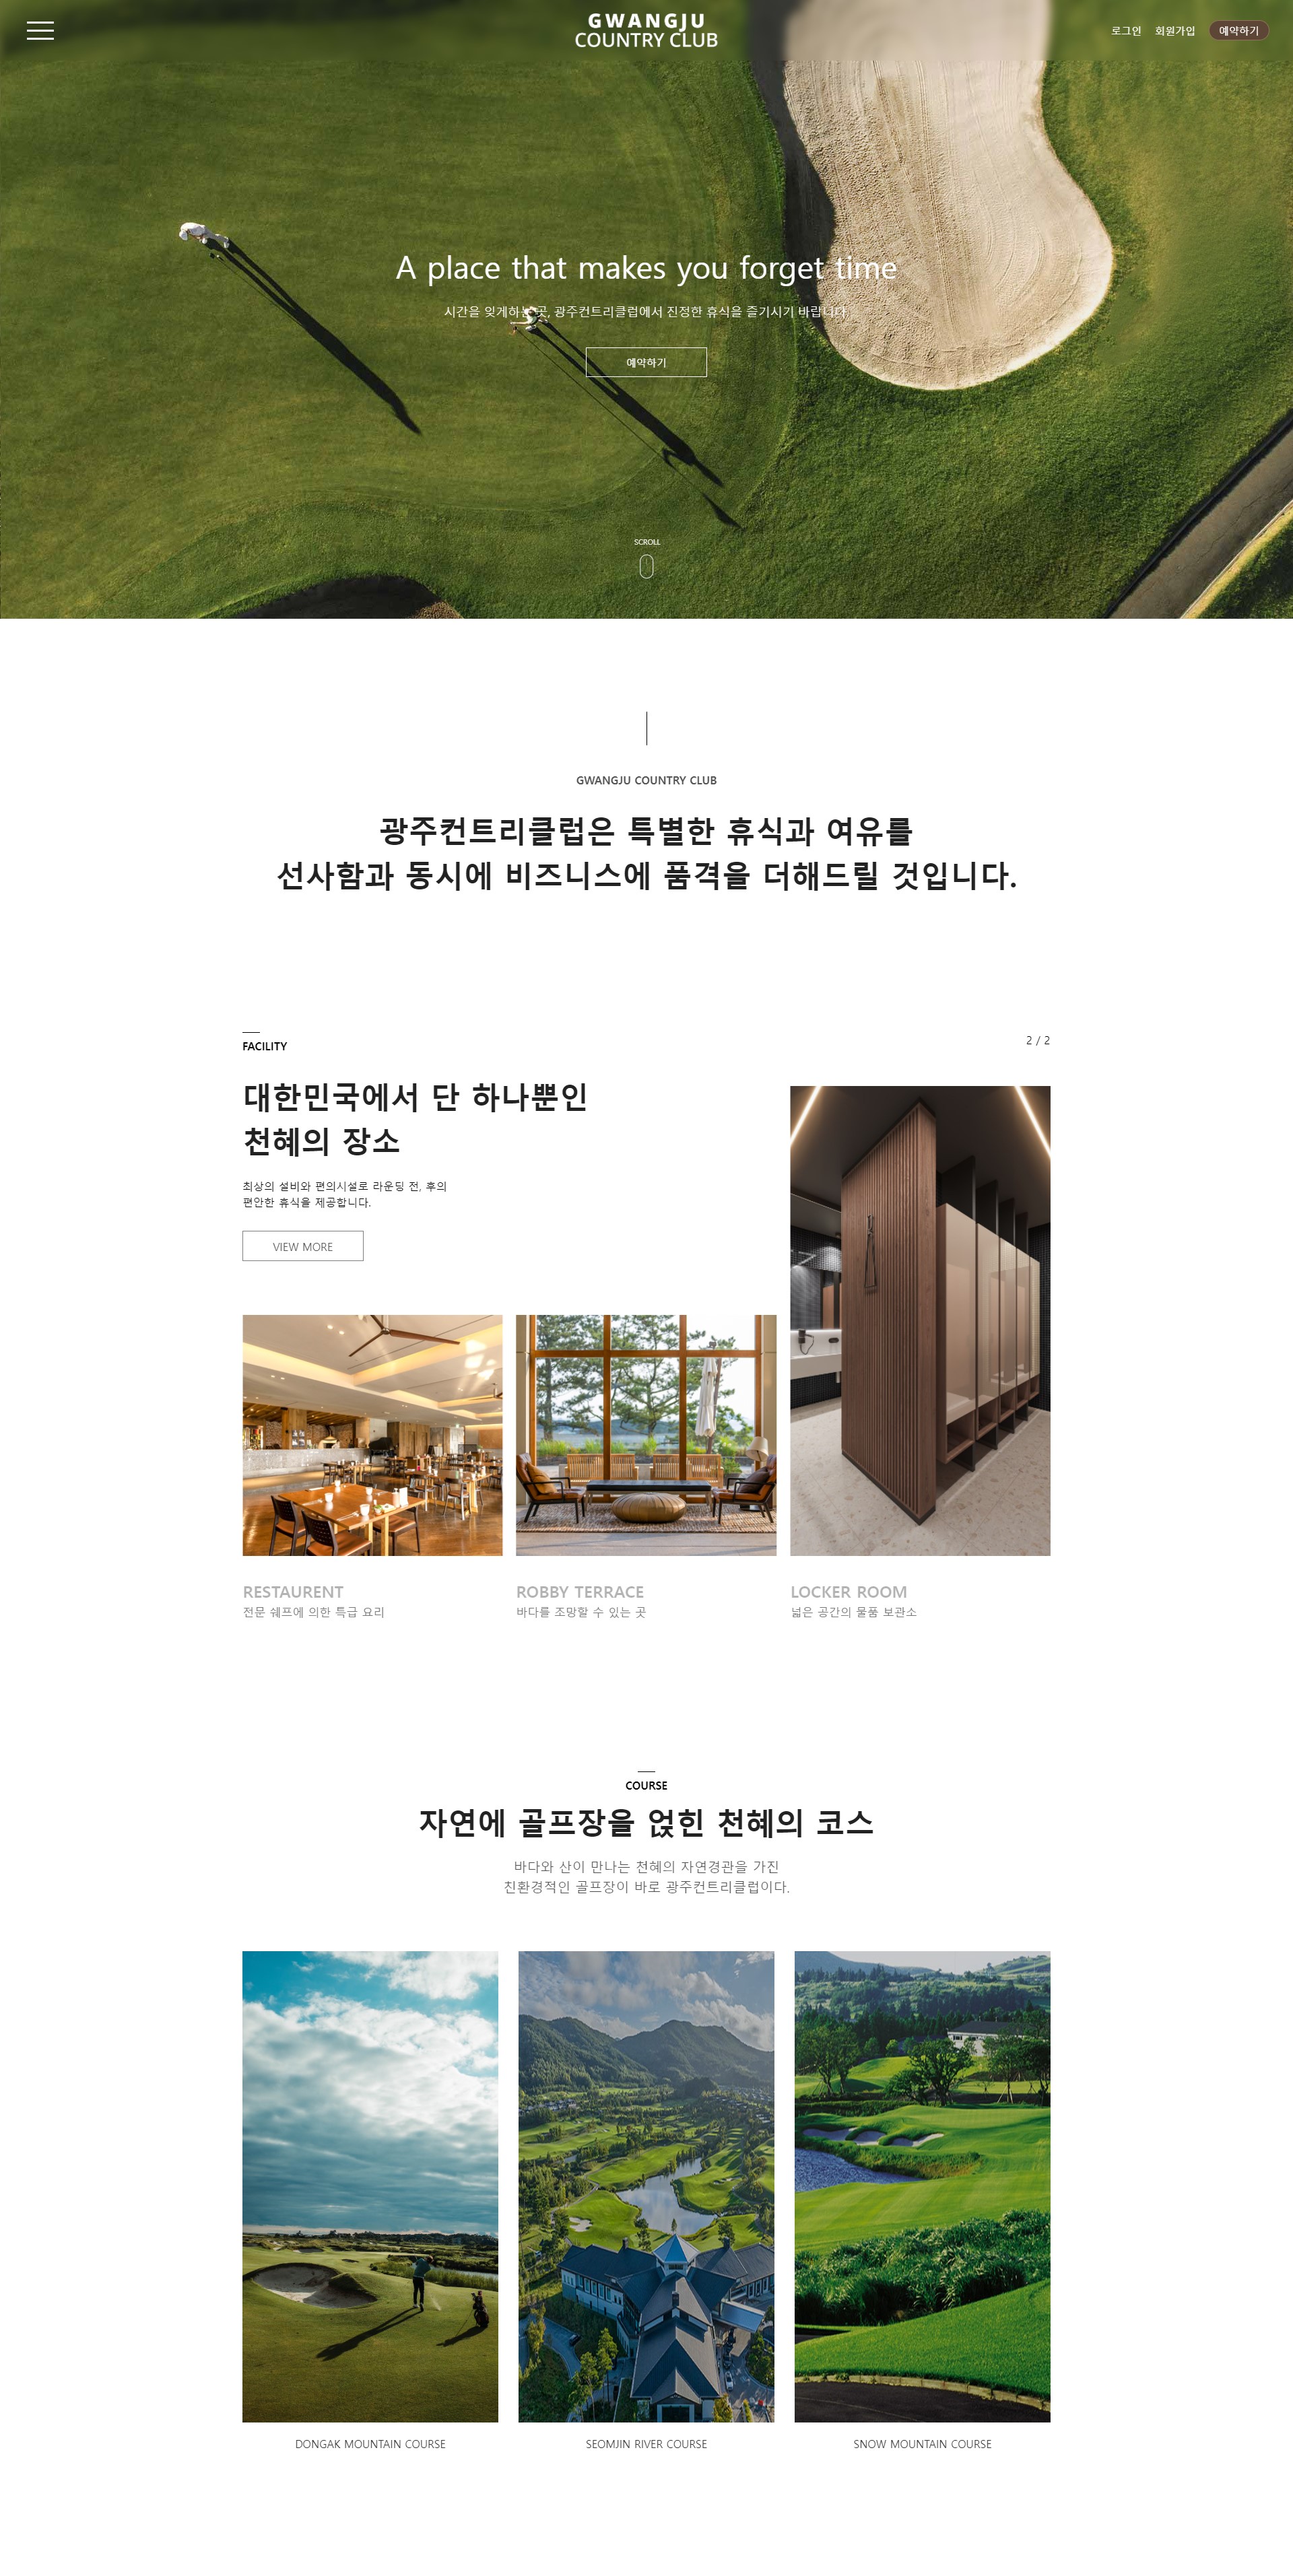 GWANGJU
COUNTRY CLUB
로그인 회원가입 예약하기
A place that makes you forget time
시간을 잊게하는 곳, 광주컨트리클럽에서 진정한 휴식을 즐기시기 바랍니다.
예약하기
SCROLL
GWANGJU COUNTRY CLUB
광주컨트리클럽은 특별한 휴식과 여유를
선사함과 동시에 비즈니스에 품격을 더해드릴 것입니다.
FACILITY
2 / 2
대한민국에서 단 하나뿐인
천혜의 장소
최상의 설비와 편의시설로 라운딩 전, 후의
편안한 휴식을 제공합니다.
VIEW MORE
RESTAURENT
전문 쉐프에 의한 특급 요리
ROBBY TERRACE
바다를 조망할 수 있는 곳
LOCKER ROOM
넓은 공간의 물품 보관소
COURSE
자연에 골프장을 얹힌 천혜의 코스
바다와 산이 만나는 천혜의 자연경관을 가진
친환경적인 골프장이 바로 광주컨트리클럽이다.
DONGAK MOUNTAIN COURSE
SEOMJIN RIVER COURSE
SNOW MOUNTAIN COURSE